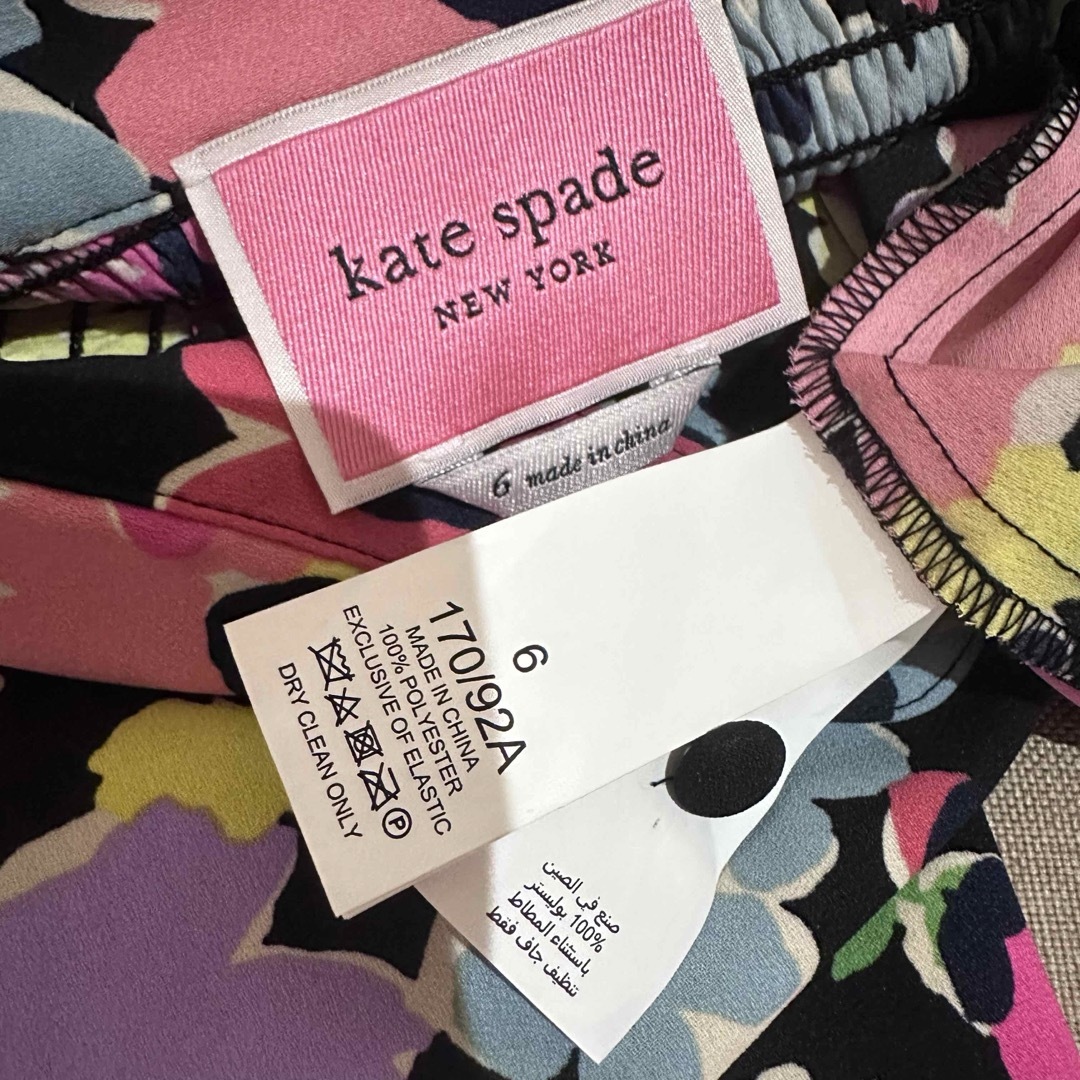 kate spade
NEW YORK
6 made in china
6
170/92A
MADE IN CHINA
100% POLYESTER
EXCLUSIVE OF ELASTIC
P
DRY CLEAN ONLY
صنع في الصين
100% بوليستر
باستثناء المطاط
تنظيف جاف فقط